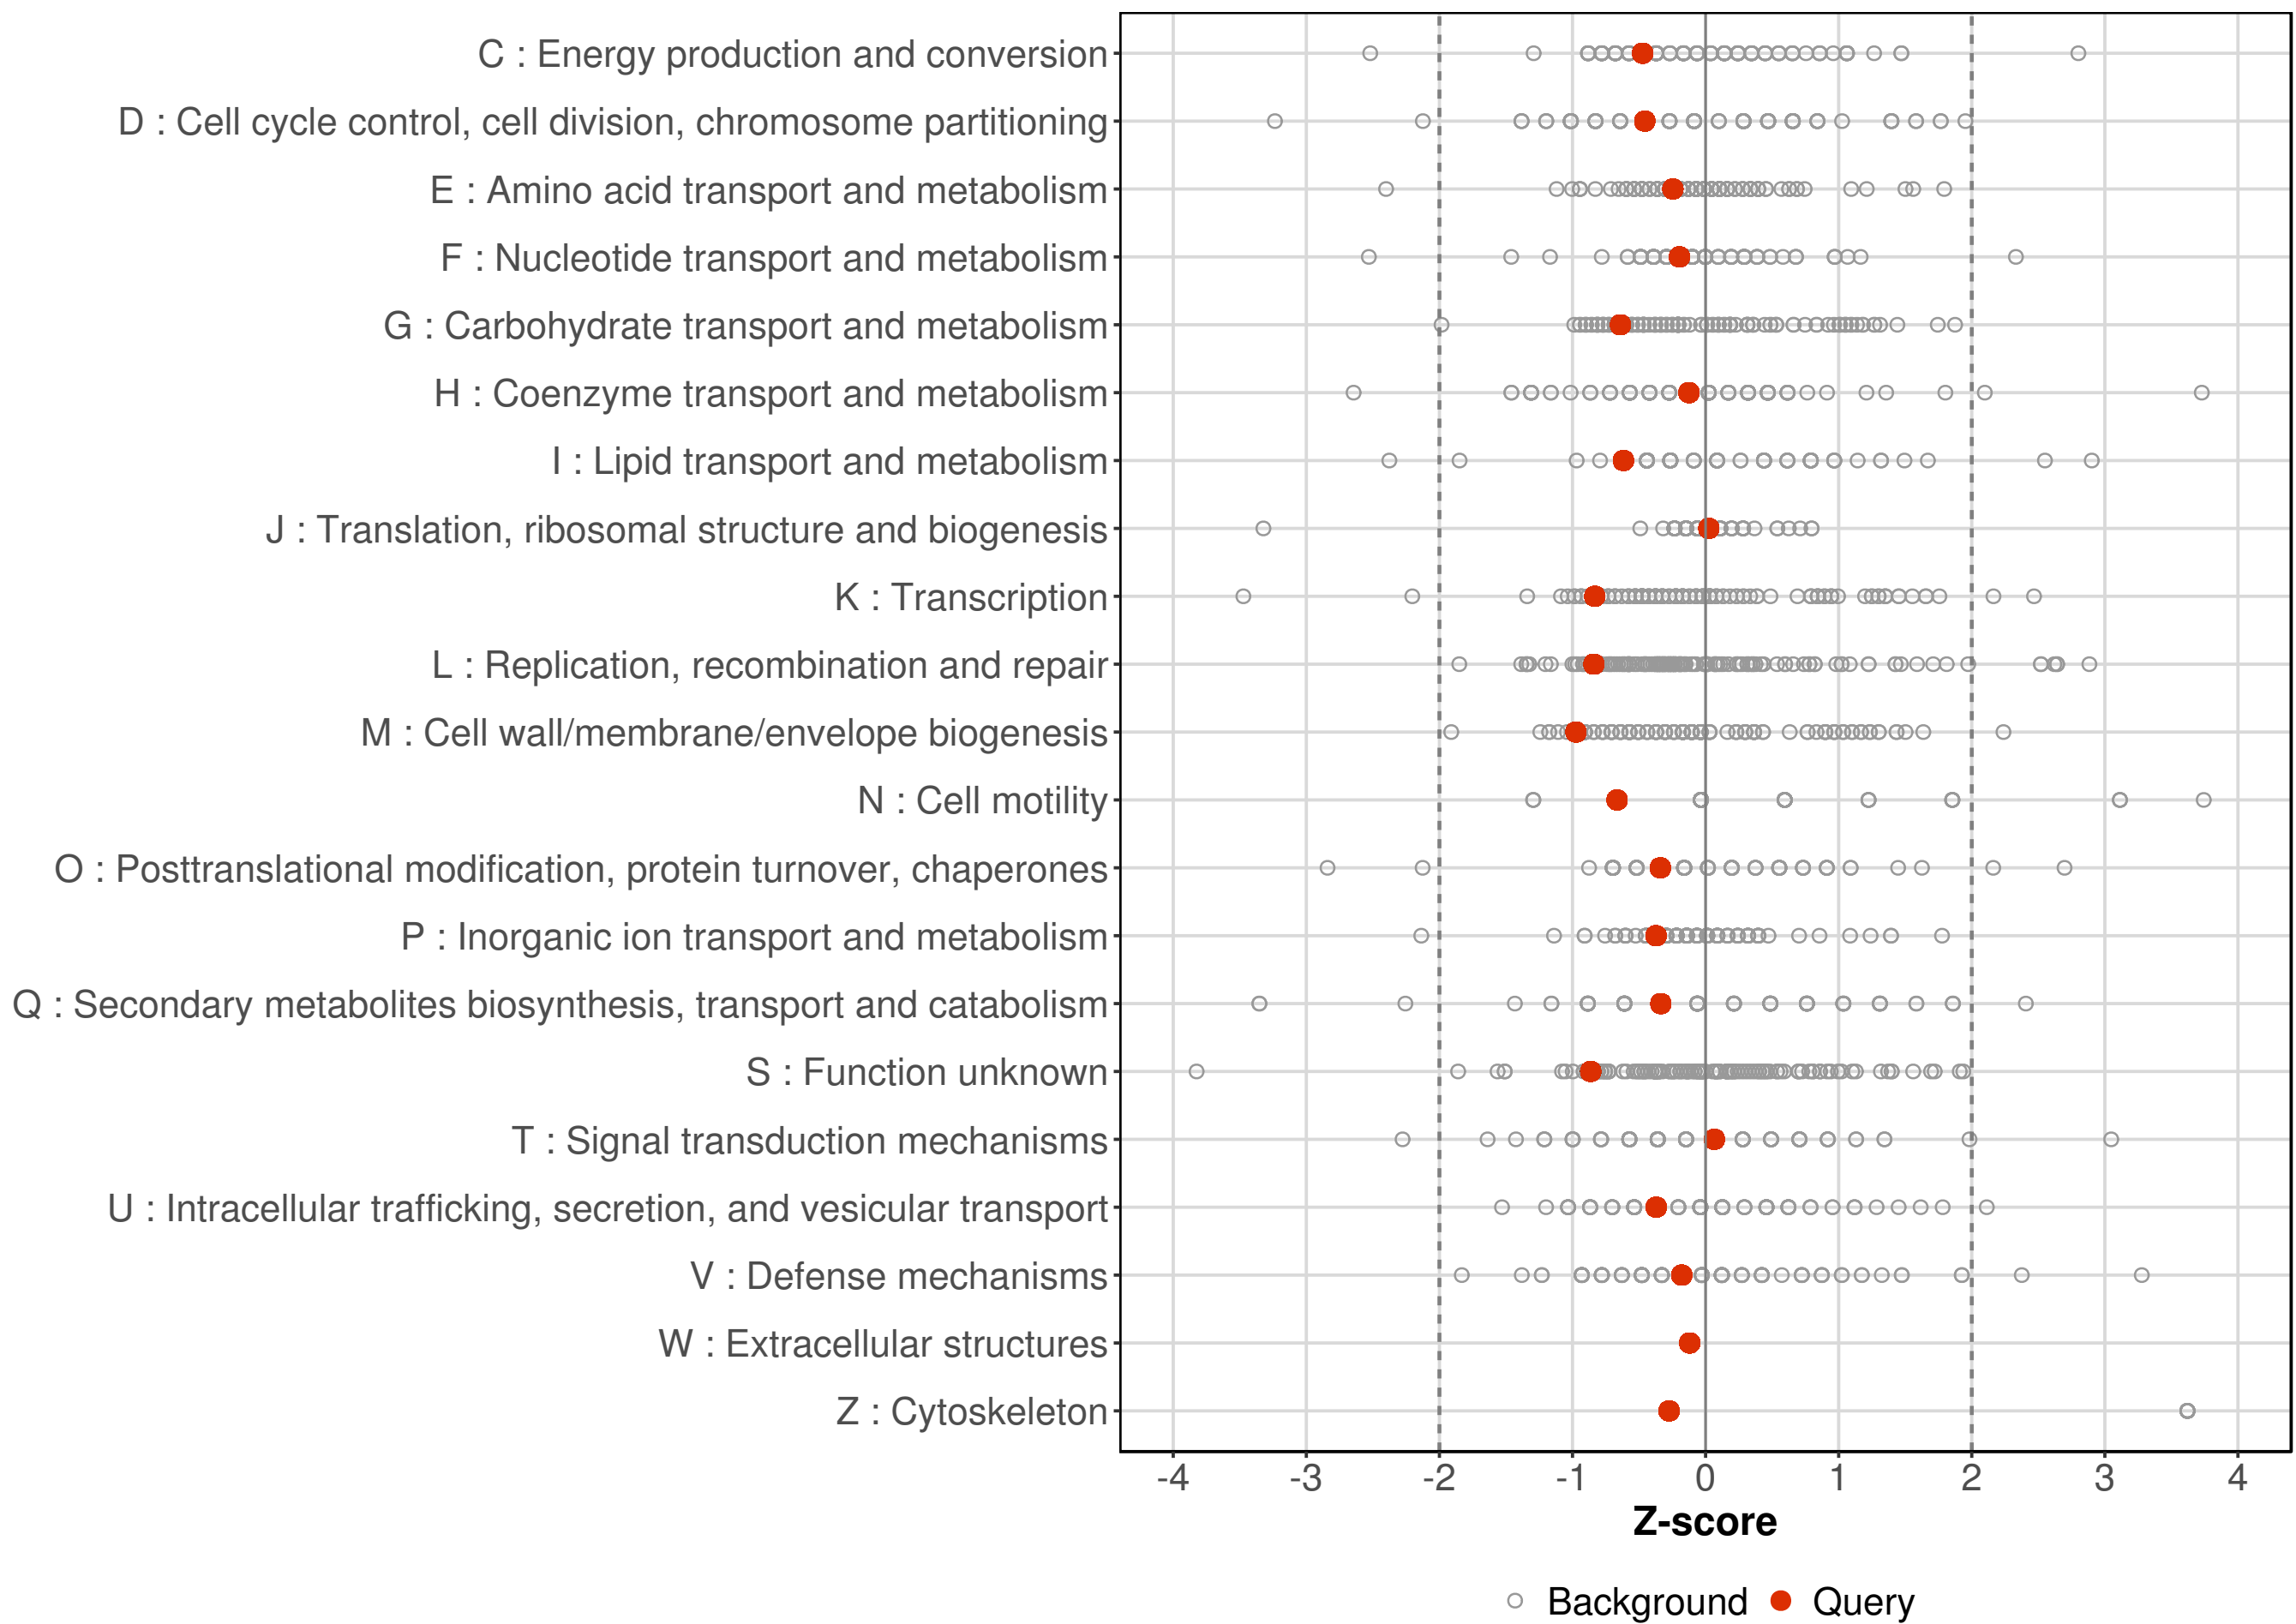 C : Energy production and conversion
D : Cell cycle control, cell division, chromosome partitioning
E : Amino acid transport and metabolism
F : Nucleotide transport and metabolism
G : Carbohydrate transport and metabolism
H : Coenzyme transport and metabolism
I : Lipid transport and metabolism
J : Translation, ribosomal structure and biogenesis
K : Transcription
L : Replication, recombination and repair
M : Cell wall/membrane/envelope biogenesis
N : Cell motility
O : Posttranslational modification, protein turnover, chaperones
P : Inorganic ion transport and metabolism
Q : Secondary metabolites biosynthesis, transport and catabolism
S : Function unknown
T : Signal transduction mechanisms
U : Intracellular trafficking, secretion, and vesicular transport
V : Defense mechanisms
W : Extracellular structures
Z : Cytoskeleton
-4 -3 -2 -1 0 1 2 3 4
Z-score
Background Query